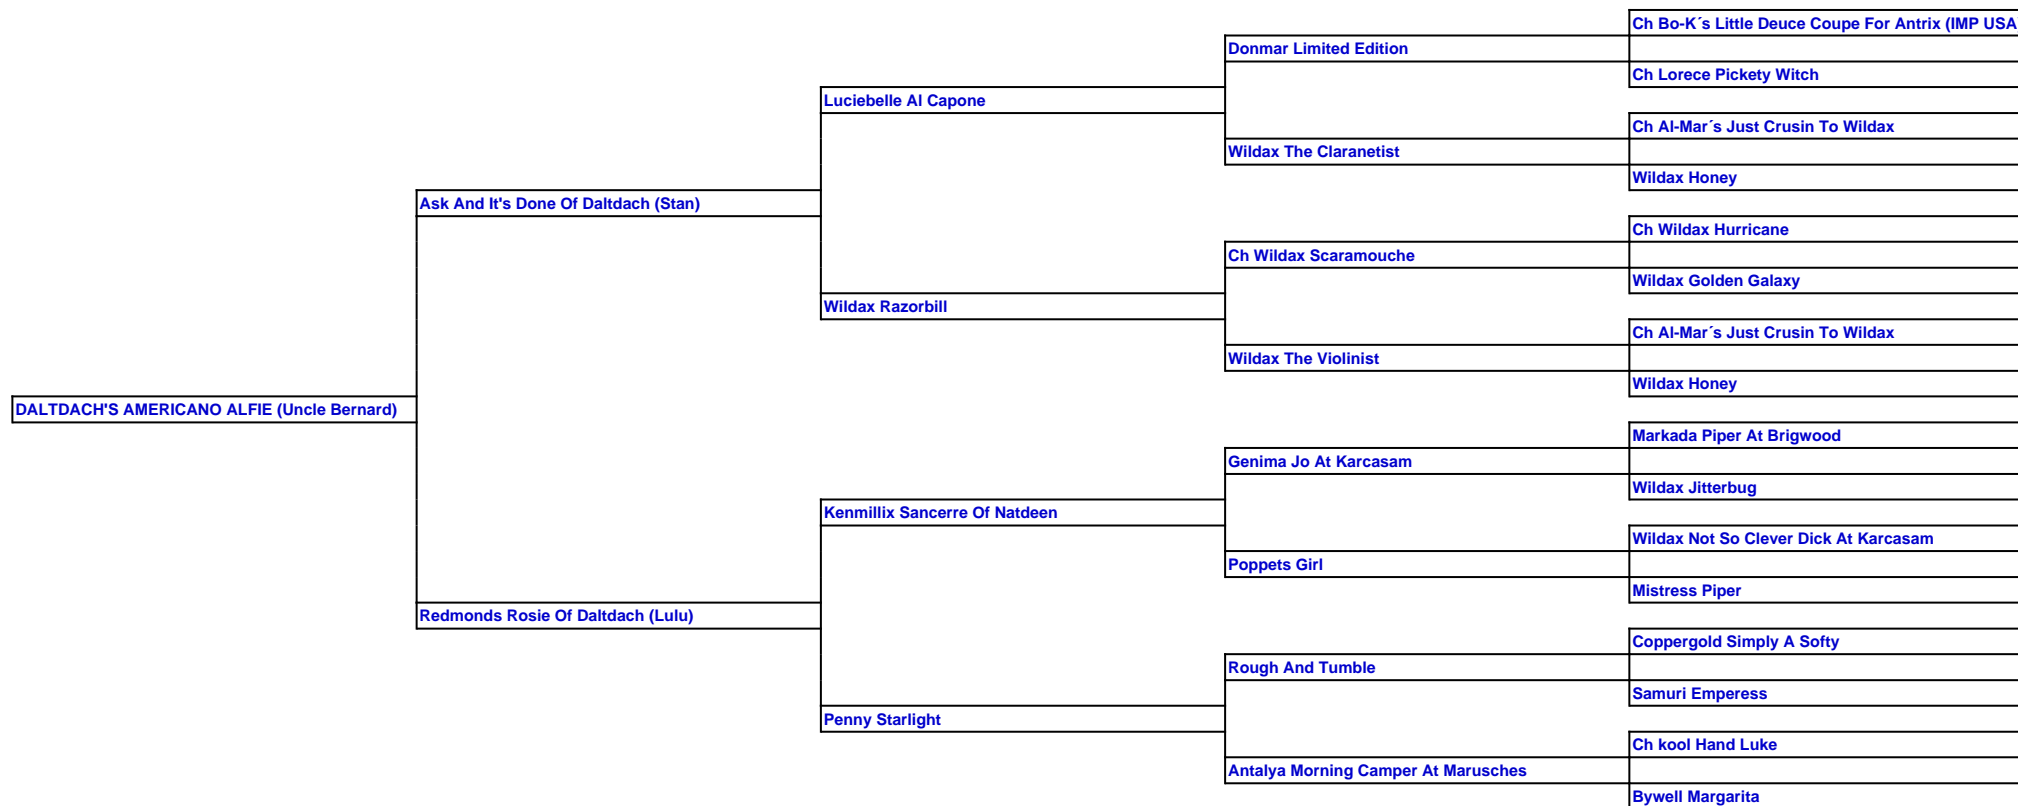 Ch Bo-K´s Little Deuce Coupe For Antrix (IMP USA
Donmar Limited Edition
Ch Lorece Pickety Witch
Luciebelle Al Capone
Ch Al-Mar´s Just Crusin To Wildax
Wildax The Claranetist
Wildax Honey
Ask And It's Done Of Daltdach (Stan)
Ch Wildax Hurricane
Ch Wildax Scaramouche
Wildax Golden Galaxy
Wildax Razorbill
Ch Al-Mar´s Just Crusin To Wildax
Wildax The Violinist
Wildax Honey
DALTDACH'S AMERICANO ALFIE (Uncle Bernard)
Markada Piper At Brigwood
Genima Jo At Karcasam
Wildax Jitterbug
Kenmillix Sancerre Of Natdeen
Wildax Not So Clever Dick At Karcasam
Poppets Girl
Mistress Piper
Redmonds Rosie Of Daltdach (Lulu)
Coppergold Simply A Softy
Rough And Tumble
Samuri Emperess
Penny Starlight
Ch kool Hand Luke
Antalya Morning Camper At Marusches
Bywell Margarita